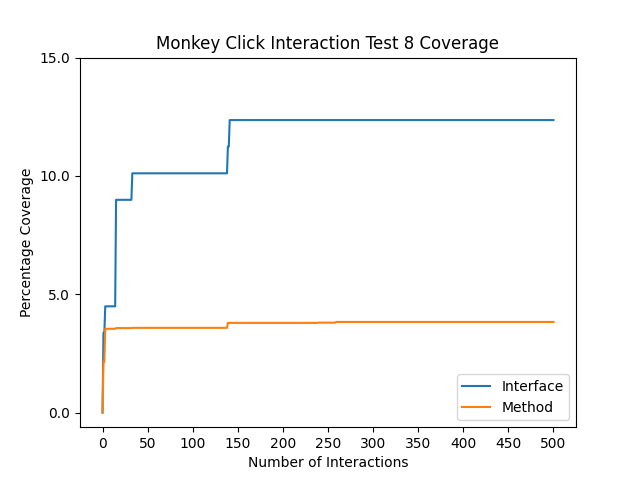 Monkey Click Interaction Test 8 Coverage
15.0
10.0
5.0
0.0
Percentage Coverage
Interface
Method
0 50 100 150 200 250 300 350 400 450 500
Number of Interactions